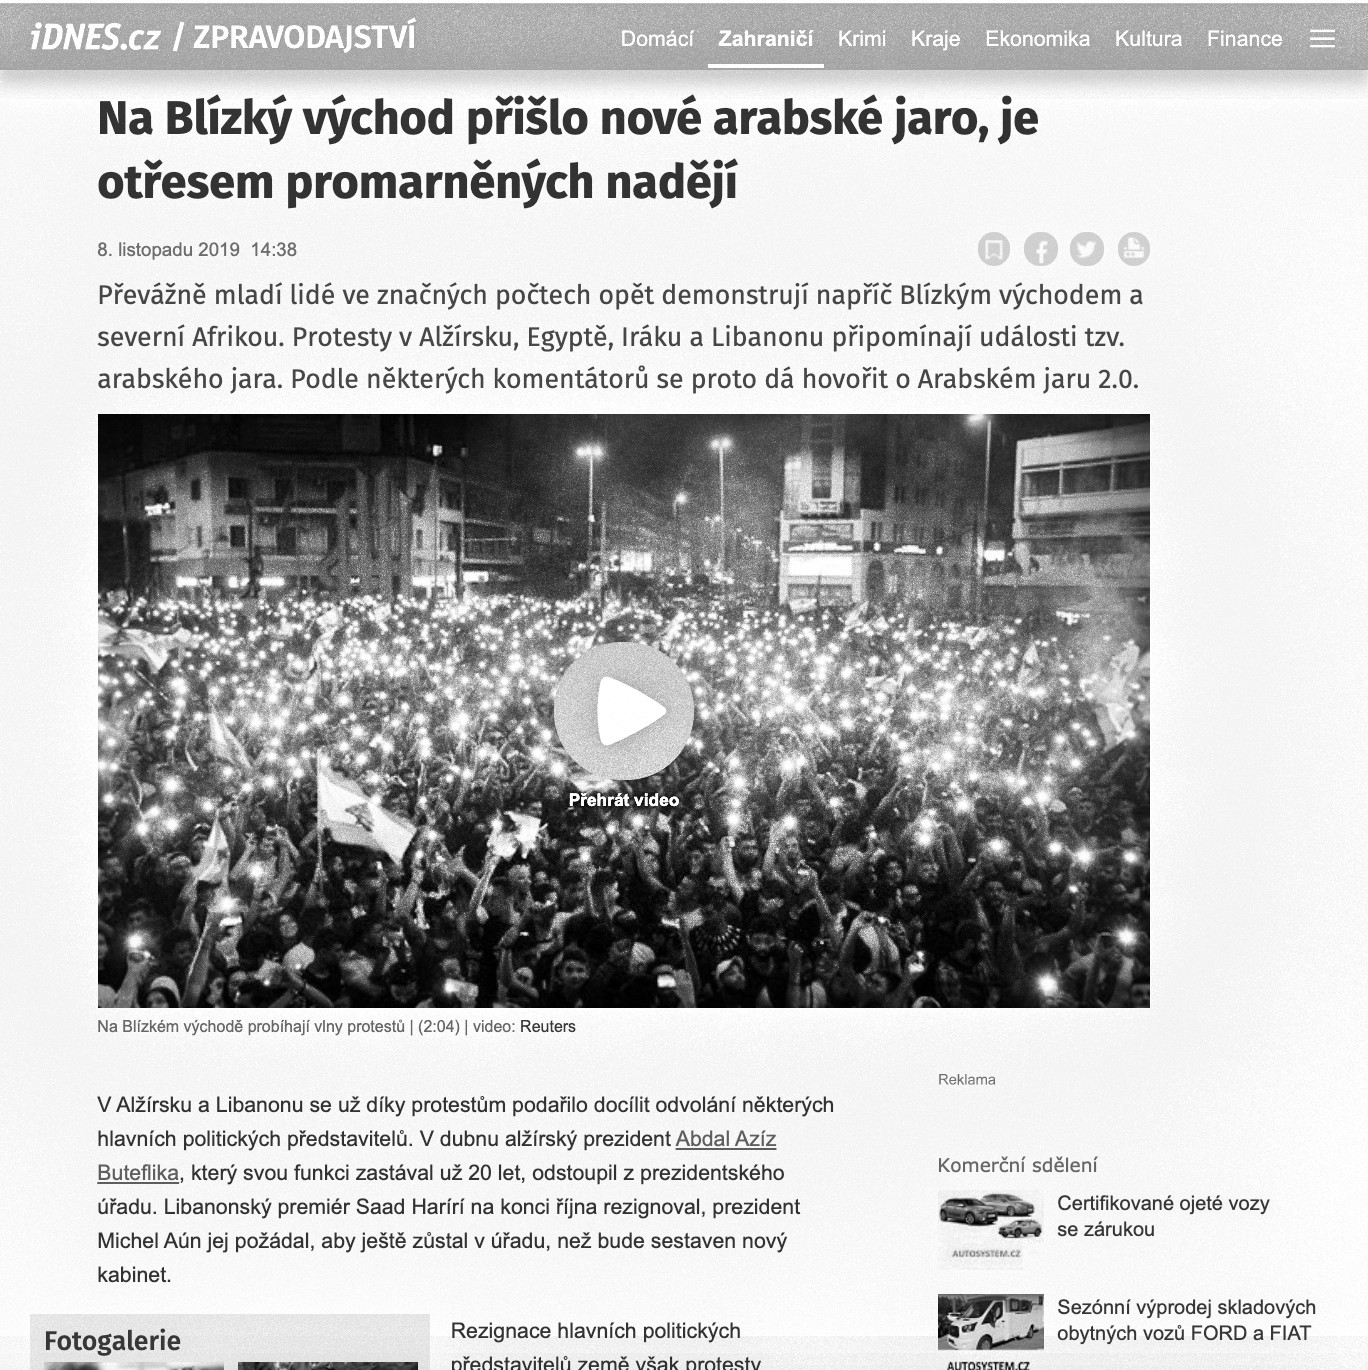 iDNES.cz / ZPRAVODAJSTVÍ
Domácí Zahraničí Krimi Kraje Ekonomika Kultura Finance
Na Blízký východ přišlo nové arabské jaro, je
otřesem promarněných nadějí
8. listopadu 2019 14:38
Převážně mladí lidé ve značných počtech opět demonstrují napříč Blízkým východem a
severní Afrikou. Protesty v Alžírsku, Egyptě, Iráku a Libanonu připomínají události tzv.
arabského jara. Podle některých komentátorů se proto dá hovořit o Arabském jaru 2.0.
Přehrát video
Na Blízkém východě probíhají vlny protestů | (2:04) | video: Reuters
V Alžírsku a Libanonu se už díky protestům podařilo docílit odvolání některých
hlavních politických představitelů. V dubnu alžírský prezident Abdal Azíz
Buteflika, který svou funkci zastával už 20 let, odstoupil z prezidentského
úřadu. Libanonský premiér Saad Harírí na konci října rezignoval, prezident
Michel Aún jej požádal, aby ještě zůstal v úřadu, než bude sestaven nový
kabinet.
Fotogalerie
Rezignace hlavních politických
představitelů země však protesty
Reklama
Komerční sdělení
Certifikované ojeté vozy
se zárukou
AUTOSYSTEM.CZ
Sezónní výprodej skladových
obytných vozů FORD a FIAT
AUTOSYSTEM.CZ